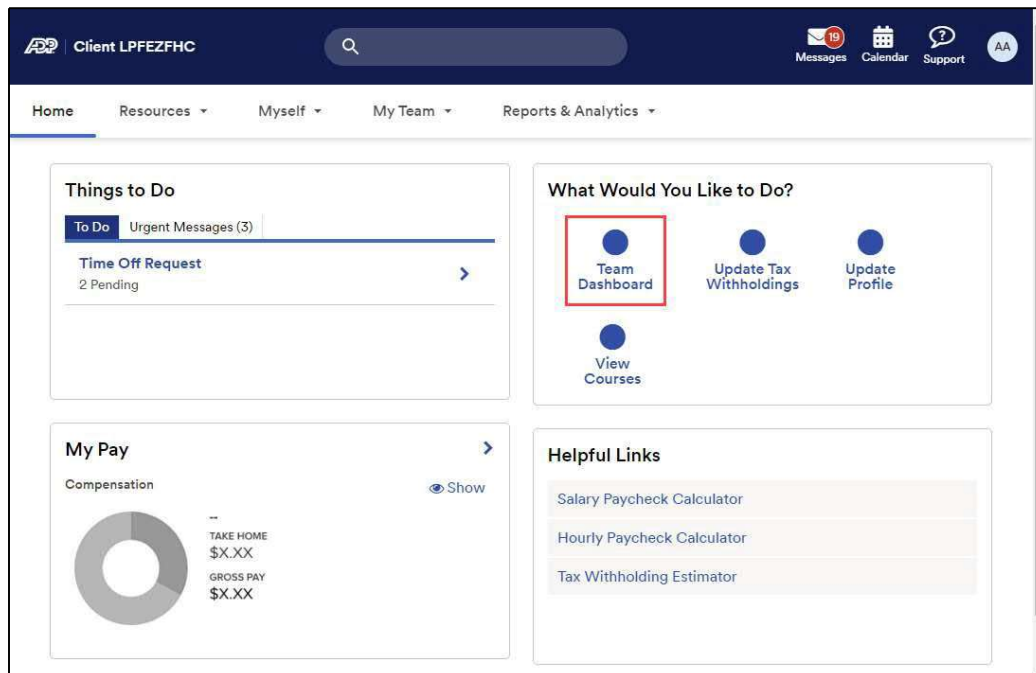 ADP Client LPFEZFHC
19
Messages Calendar Support
AA
Home Resources Myself My Team Reports & Analytics
Things to Do
To Do Urgent Messages (3)
Time Off Request
2 Pending
What Would You Like to Do?
Team
Dashboard
Update Tax
Withholdings
Update
Profile
View
Courses
My Pay
Compensation
Show
--
TAKE HOME
$X.XX
GROSS PAY
$X.XX
Helpful Links
Salary Paycheck Calculator
Hourly Paycheck Calculator
Tax Withholding Estimator